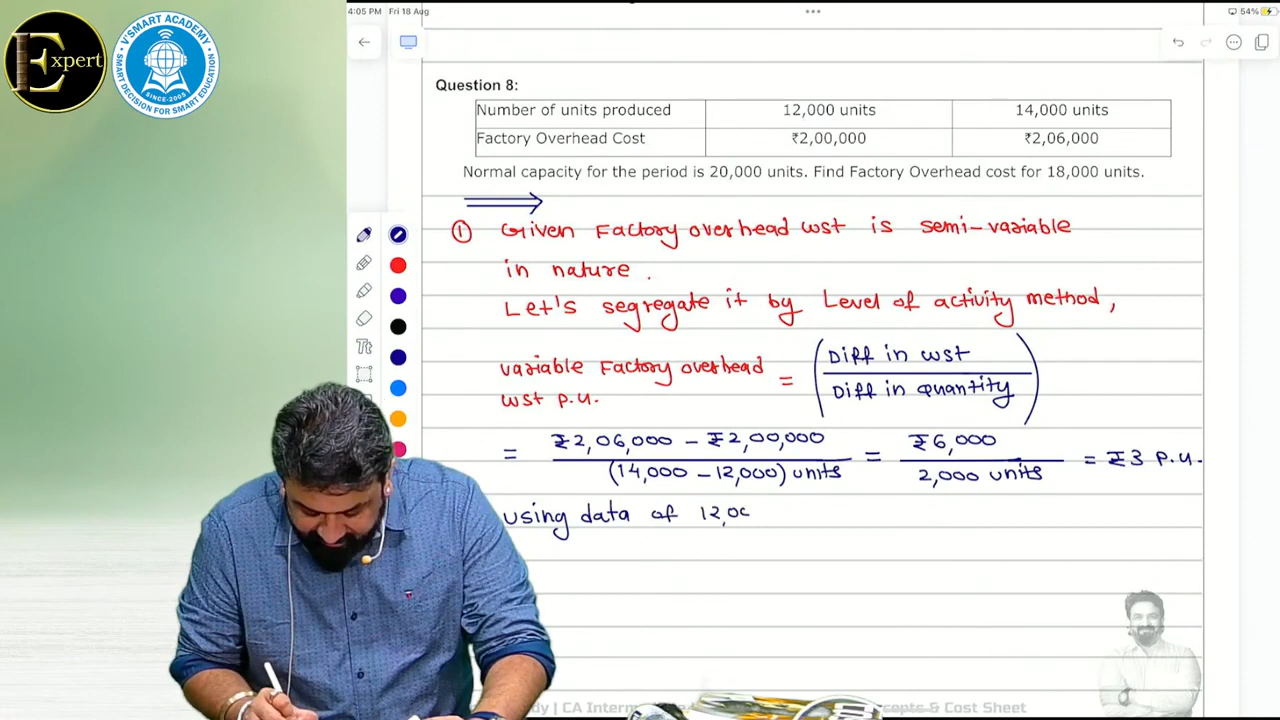 4:05 PM Fri 18 Aug
54%
Expert
V'SMART ACADEMY
SMART DECISION FOR SMART EDUCATION
SINCE-2005
Question 8:
Number of units produced 12,000 units 14,000 units
Factory Overhead Cost ₹2,00,000 ₹2,06,000
Normal capacity for the period is 20,000 units. Find Factory Overhead cost for 18,000 units.
① Given Factory overhead cost is semi-variable
in nature.
Let's segregate it by Level of activity method,
variable Factory overhead
cost p.u. = (Diff in cost / Diff in quantity)
= ₹2,06,000 - ₹2,00,000 / (14,000 - 12,000) units = ₹6,000 / 2,000 units = ₹3 p.u.
using data of 12,00
Tt
CA Cost Sheet